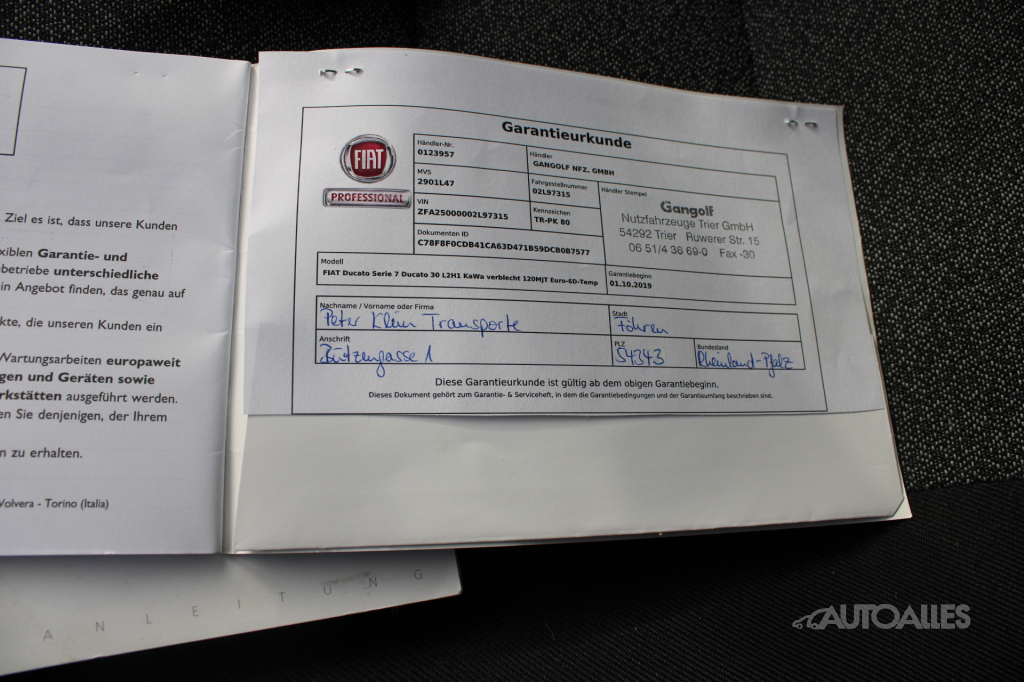 Ziel es ist, dass unsere Kunden
xiblen Garantie- und
betriebe unterschiedliche
in Angebot finden, das genau auf
kte, die unseren Kunden ein
Wartungsarbeiten europaweit
gen und Geräten sowie
rkstätten ausgeführt werden.
en Sie denjenigen, der Ihrem
n zu erhalten.
Volvera - Torino (Italia)
ANLEITUNG
Garantieurkunde
FIAT
PROFESSIONAL
Händler-Nr.
0123957
Händler
GANGOLF NFZ. GMBH
MVS
2901L47
Fahrgestellnummer
02L97315
Händler Stempel
Gangolf
Nutzfahrzeuge Trier GmbH
54292 Trier Ruwerer Str. 15
06 51/4 36 69-0 Fax -30
VIN
ZFA25000002L97315
Kennzeichen
TR-PK 80
Dokumenten ID
C78F8F0CDB41CA63D471B59DCB0B7577
Modell
FIAT Ducato Serie 7 Ducato 30 L2H1 KaWa verblecht 120MJT Euro-6D-Temp
Garantiebeginn
01.10.2019
Nachname / Vorname oder Firma
Peter Klein Transporte
Stadt
Föhren
Anschrift
Bützengasse 1
PLZ
54343
Bundesland
Rheinland-Pfalz
Diese Garantieurkunde ist gültig ab dem obigen Garantiebeginn.
Dieses Dokument gehört zum Garantie- & Serviceheft, in dem die Garantiebedingungen und der Garantieumfang beschrieben sind.
AUTOALLES